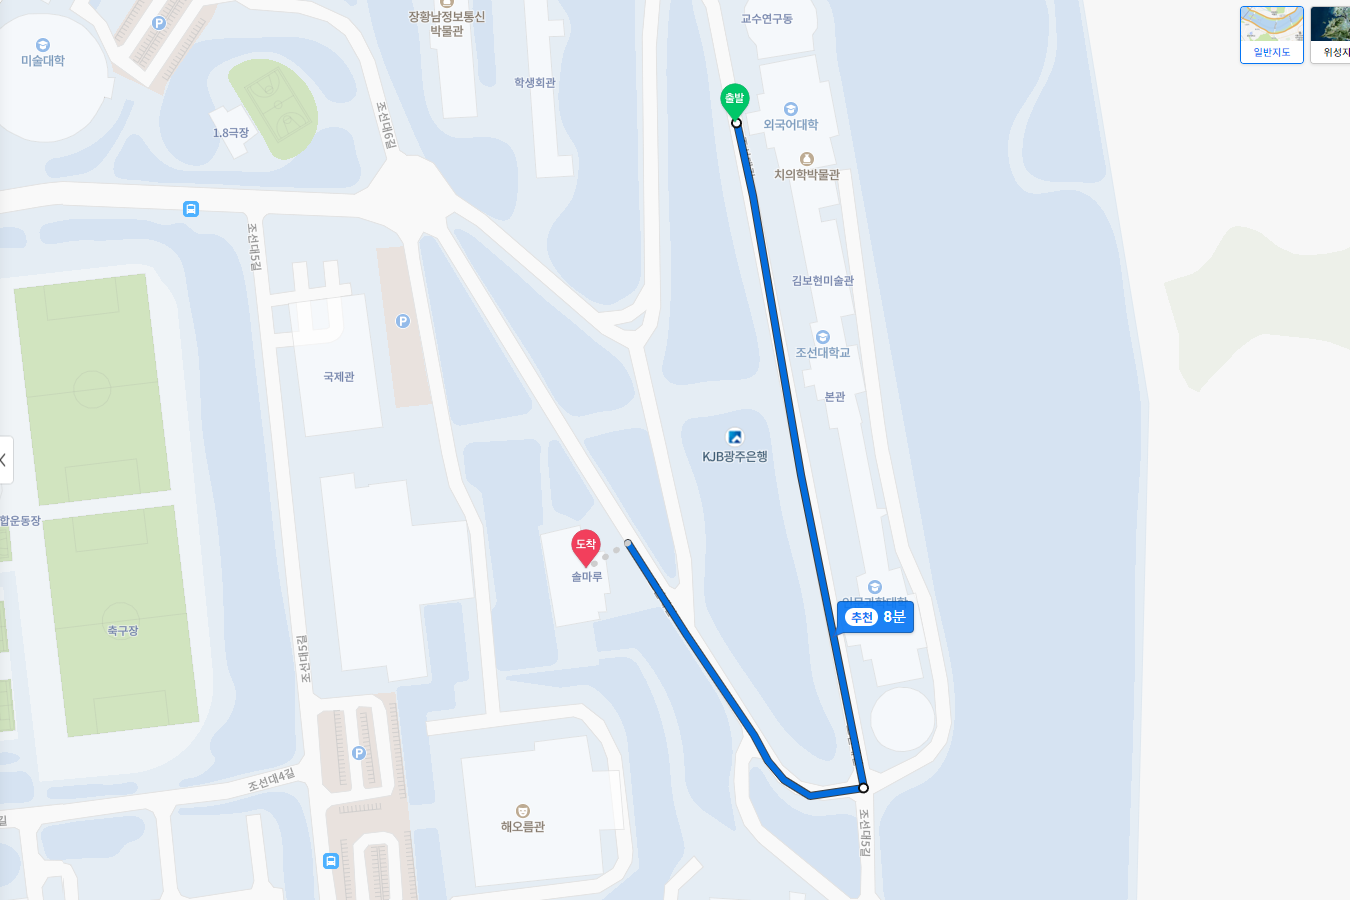 장황남정보통신
박물관
교수연구동
P
미술대학
일반지도
위성지
학생회관
출발
조선대6길
1.8극장
외국어대학
치의학박물관
조선대5길
김보현미술관
P
조선대학교
국제관
본관
KJB광주은행
합운동장
도착
솔마루
추천 8분
축구장
조선대5길
P
조선대4길
길
해오름관
조선대5길